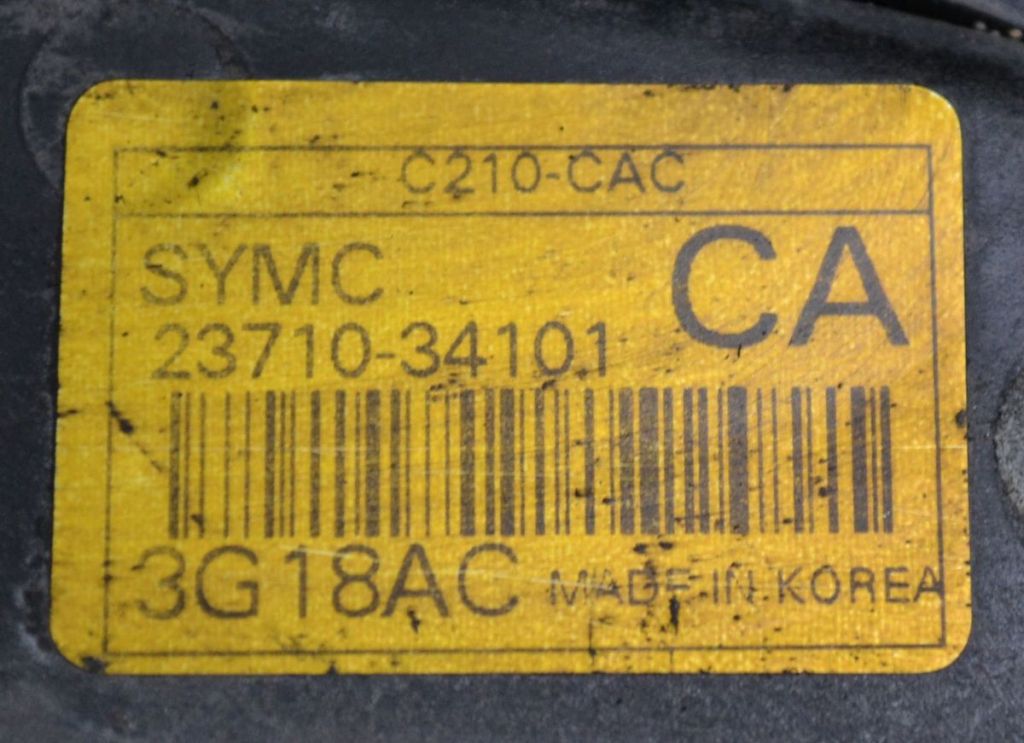 C210-CAC
SYMC
CA
23710-34101
3G18AC MADE IN KOREA